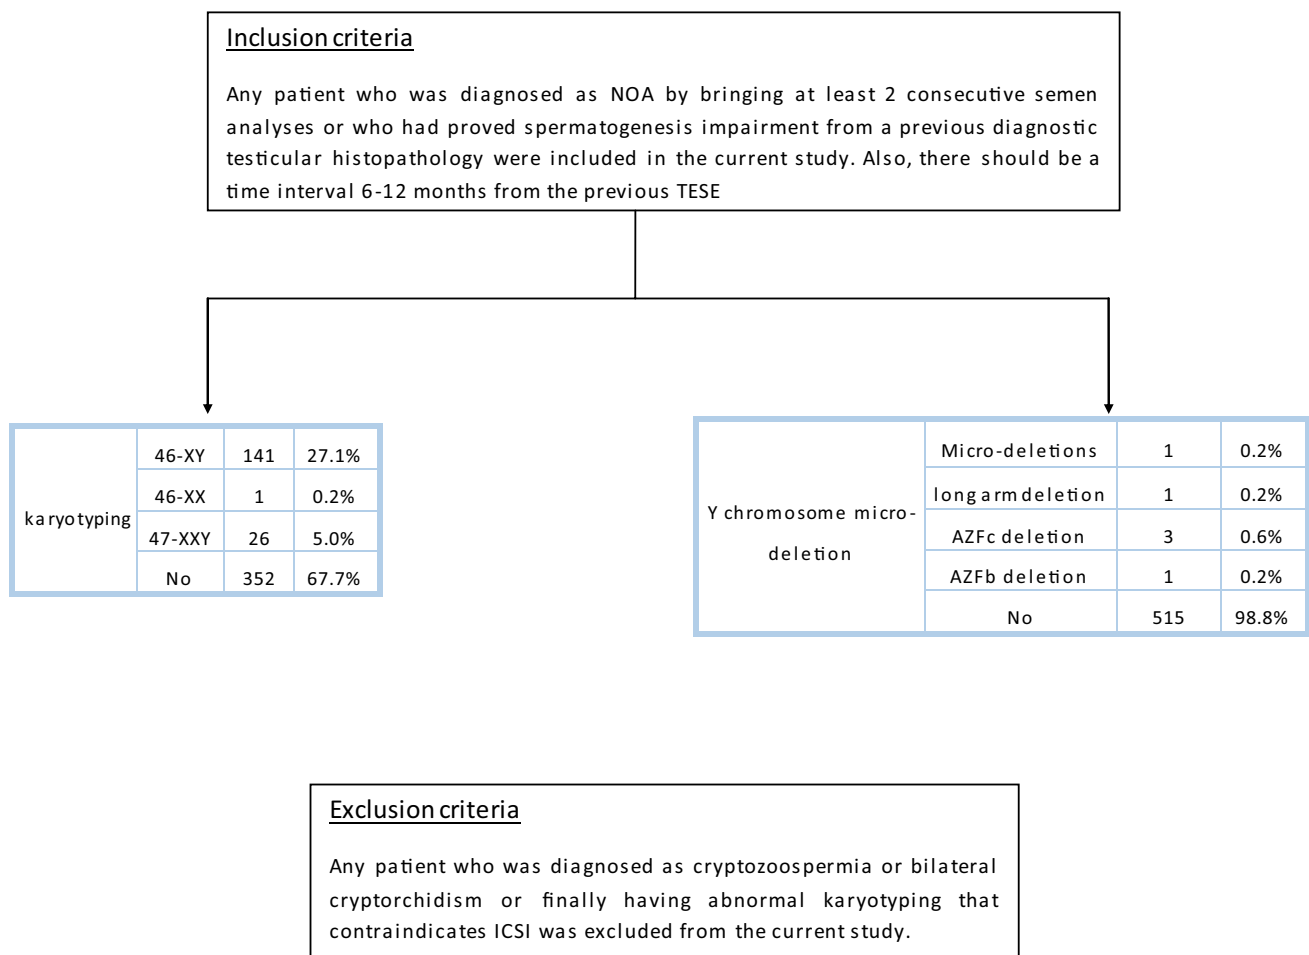 Inclusion criteria
Any patient who was diagnosed as NOA by bringing at least 2 consecutive semen
analyses or who had proved spermatogenesis impairment from a previous diagnostic
testicular histopathology were included in the current study. Also, there should be a
time interval 6-12 months from the previous TESE
karyotyping
46-XY 141 27.1%
46-XX 1 0.2%
47-XXY 26 5.0%
No 352 67.7%
Y chromosome micro-
deletion
Micro-deletions 1 0.2%
long arm deletion 1 0.2%
AZFc deletion 3 0.6%
AZFb deletion 1 0.2%
No 515 98.8%
Exclusion criteria
Any patient who was diagnosed as cryptozoospermia or bilateral
cryptorchidism or finally having abnormal karyotyping that
contraindicates ICSI was excluded from the current study.